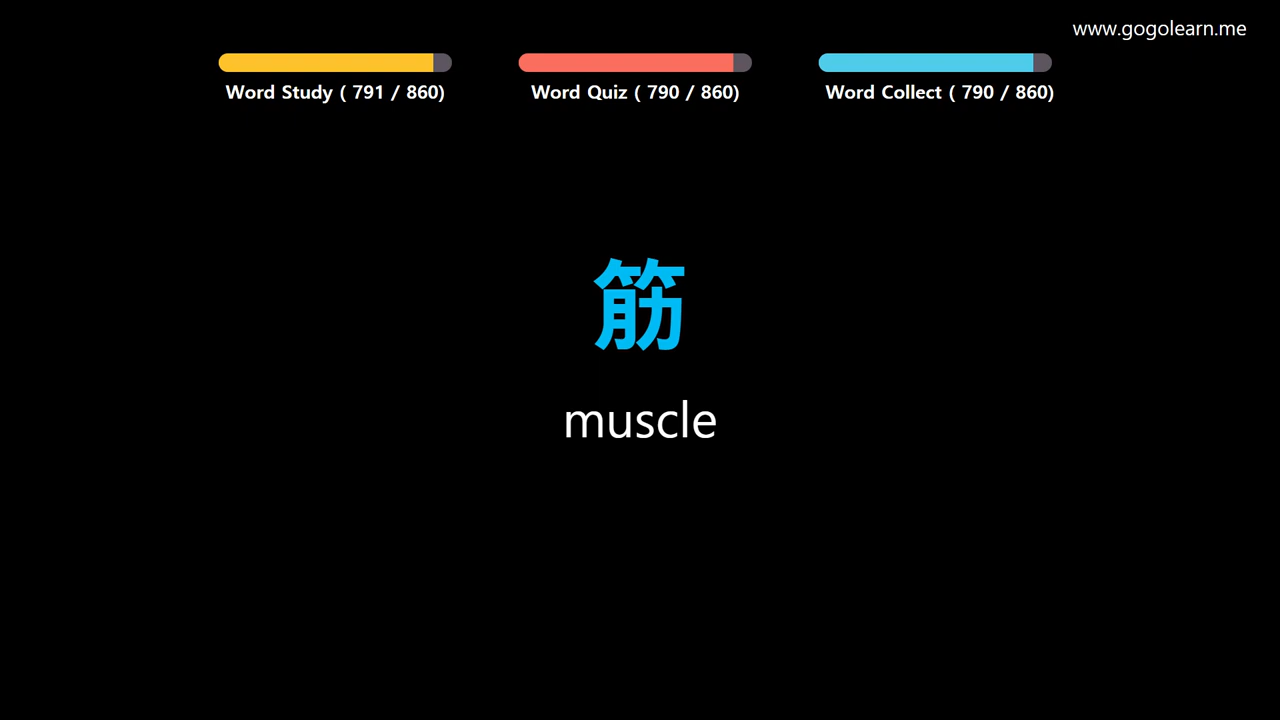 www.gogolearn.me
Word Study ( 791 / 860)
Word Quiz ( 790 / 860)
Word Collect ( 790 / 860)
筋
muscle